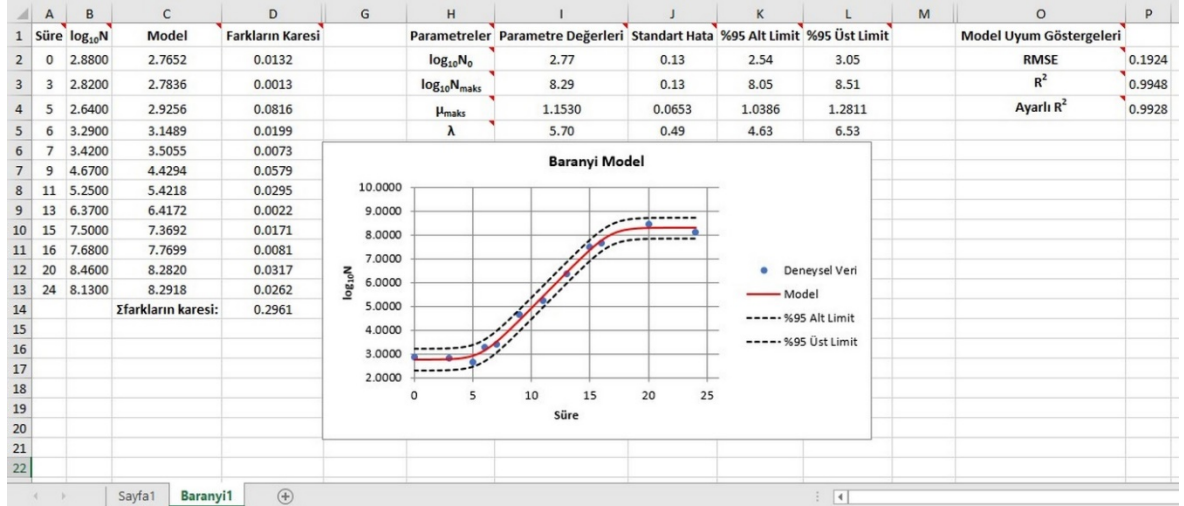 A B C D G H I J K L M O P
1 Süre log₁₀N Model Farkların Karesi Parametreler Parametre Değerleri Standart Hata %95 Alt Limit %95 Üst Limit Model Uyum Göstergeleri
2 0 2.8800 2.7652 0.0132 log₁₀N₀ 2.77 0.13 2.54 3.05 RMSE 0.1924
3 3 2.8200 2.7836 0.0013 log₁₀Nmaks 8.29 0.13 8.05 8.51 R² 0.9948
4 5 2.6400 2.9256 0.0816 μmaks 1.1530 0.0653 1.0386 1.2811 Ayarlı R² 0.9928
5 6 3.2900 3.1489 0.0199 λ 5.70 0.49 4.63 6.53
6 7 3.4200 3.5055 0.0073
7 9 4.6700 4.4294 0.0579
8 11 5.2500 5.4218 0.0295
9 13 6.3700 6.4172 0.0022
10 15 7.5000 7.3692 0.0171
11 16 7.6800 7.7699 0.0081
12 20 8.4600 8.2820 0.0317
13 24 8.1300 8.2918 0.0262
14 Σfarkların karesi: 0.2961
15
16
17
18
19
20
21
22
Baranyi Model
10.0000
9.0000
8.0000
7.0000
6.0000
5.0000
4.0000
3.0000
2.0000
log₁₀N
0 5 10 15 20 25
Süre
Deneysel Veri
Model
%95 Alt Limit
%95 Üst Limit
Sayfa1 Baranyi1